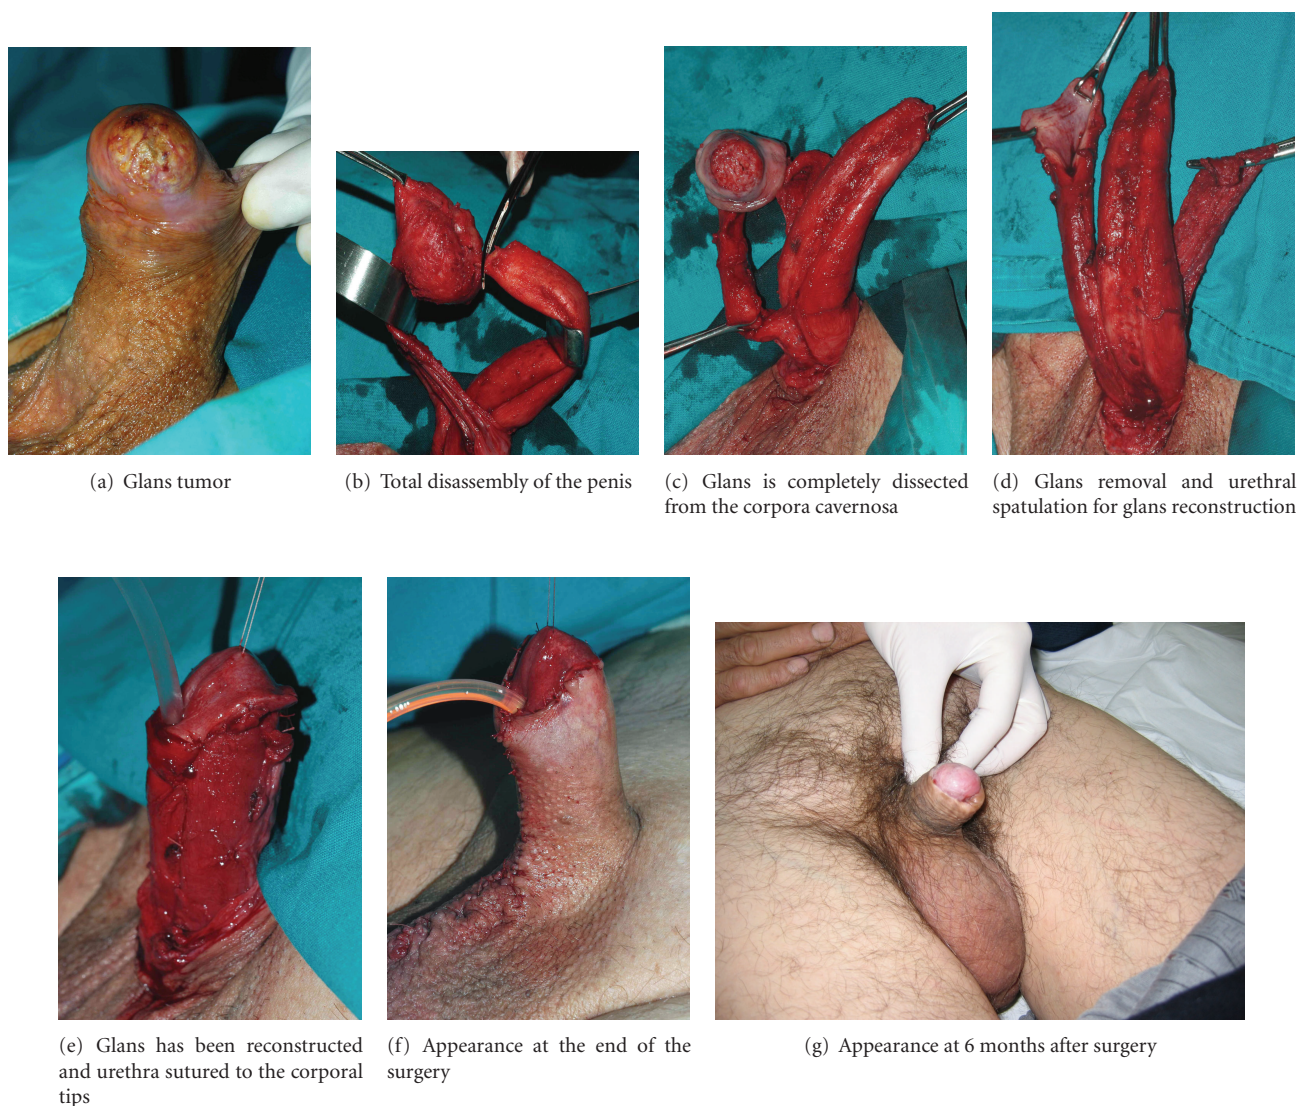 (a) Glans tumor
(b) Total disassembly of the penis
(c) Glans is completely dissected
from the corpora cavernosa
(d) Glans removal and urethral
spatulation for glans reconstruction
(e) Glans has been reconstructed
and urethra sutured to the corporal
tips
(f) Appearance at the end of the
surgery
(g) Appearance at 6 months after surgery